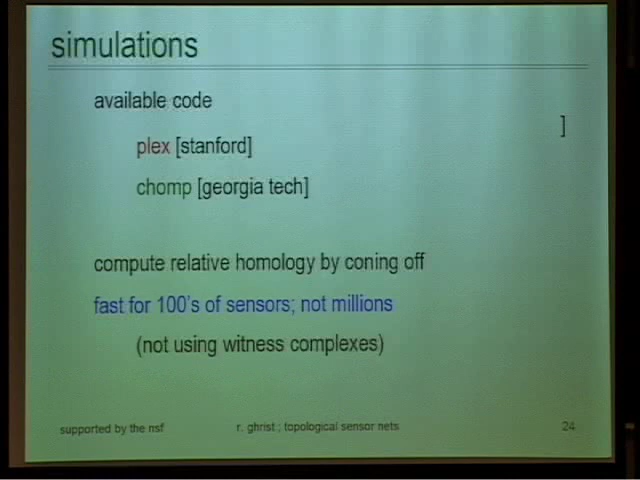 simulations
available code
]
plex [stanford]
chomp [georgia tech]
compute relative homology by coning off
fast for 100's of sensors; not millions
(not using witness complexes)
supported by the nsf r. ghrist ; topological sensor nets 24